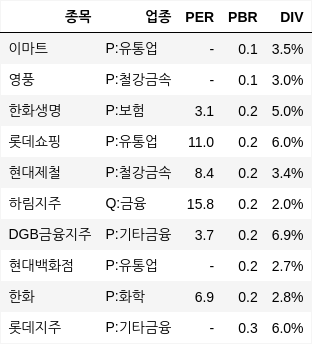 종목 업종 PER PBR DIV
이마트 P:유통업 - 0.1 3.5%
영풍 P:철강금속 - 0.1 3.0%
한화생명 P:보험 3.1 0.2 5.0%
롯데쇼핑 P:유통업 11.0 0.2 6.0%
현대제철 P:철강금속 8.4 0.2 3.4%
하림지주 Q:금융 15.8 0.2 2.0%
DGB금융지주 P:기타금융 3.7 0.2 6.9%
현대백화점 P:유통업 - 0.2 2.7%
한화 P:화학 6.9 0.2 2.8%
롯데지주 P:기타금융 - 0.3 6.0%